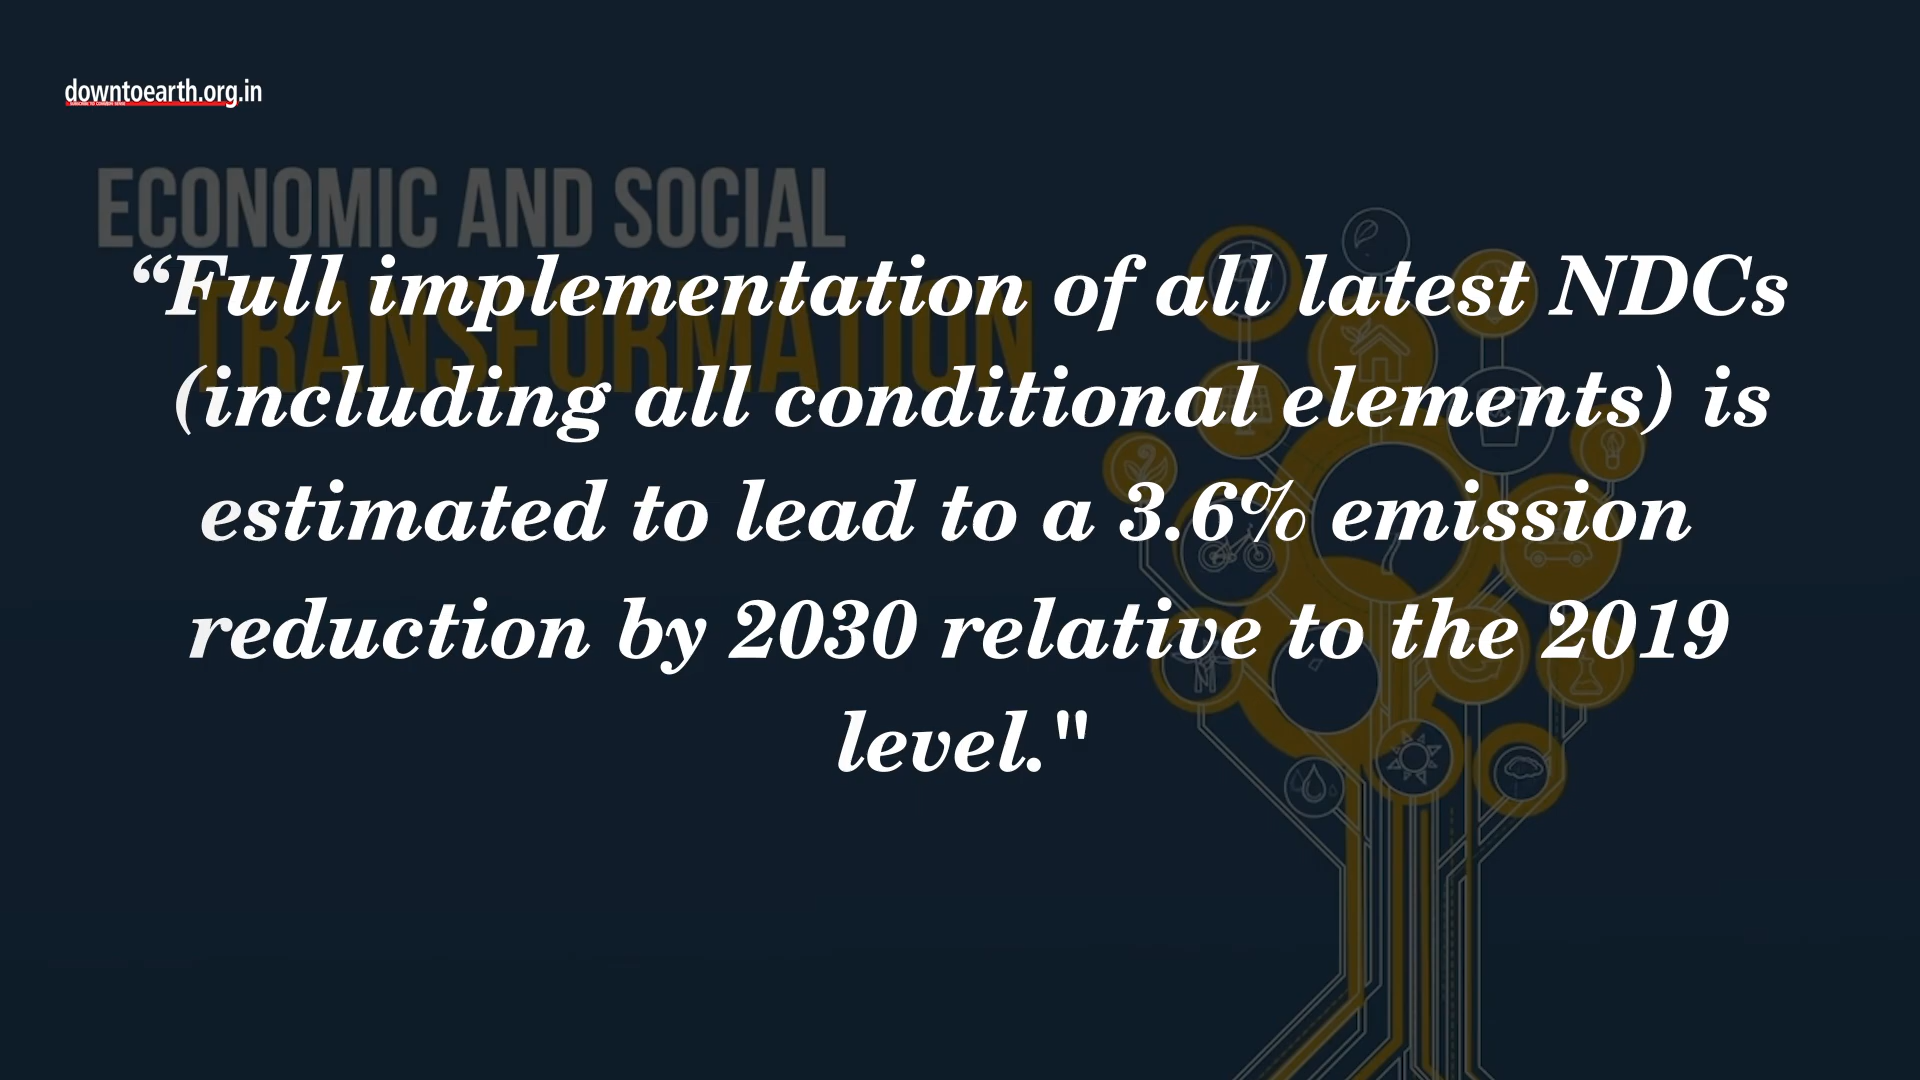 downtoearth.org.in
ECONOMIC AND SOCIAL
TRANSFORMATION
“Full implementation of all latest NDCs
(including all conditional elements) is
estimated to lead to a 3.6% emission
reduction by 2030 relative to the 2019
level."